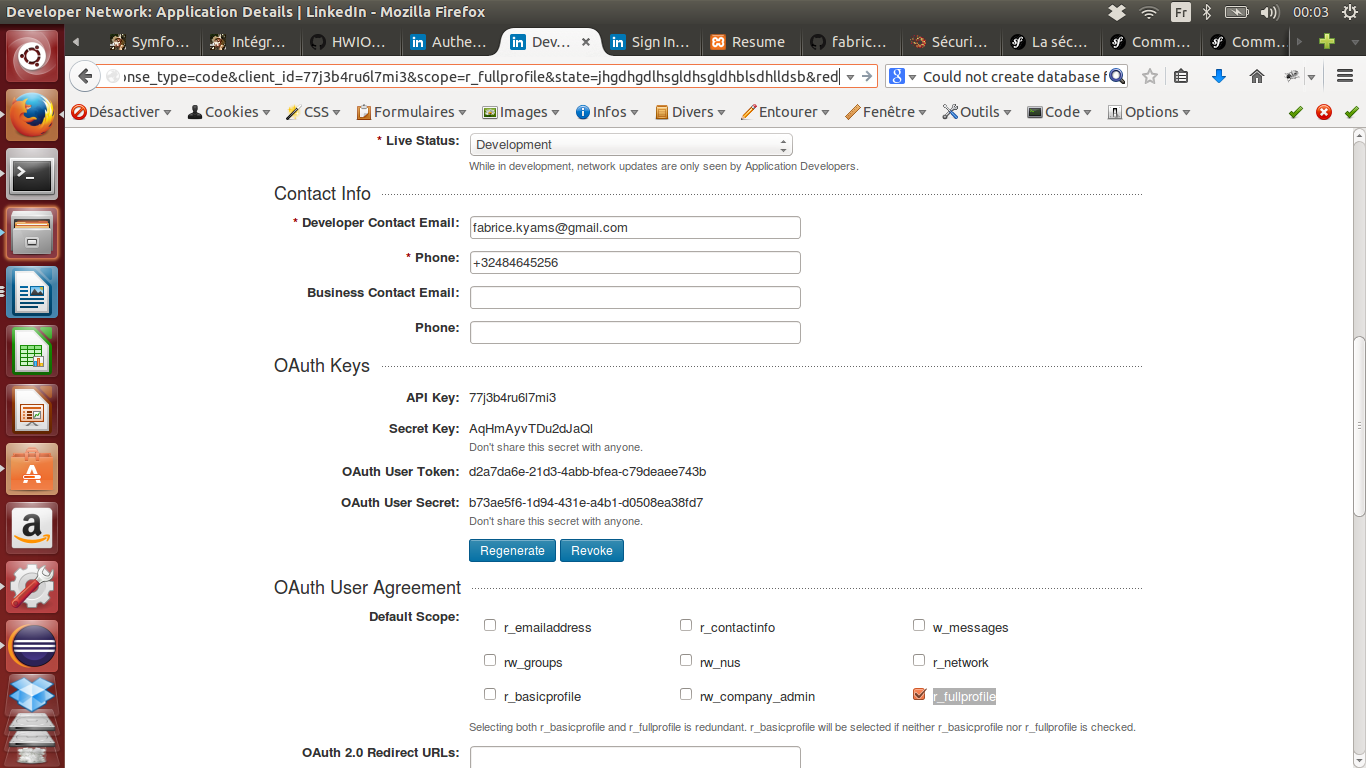 Developer Network: Application Details | LinkedIn - Mozilla Firefox
Fr
00:03
Symfo...
Intégr...
HWIO...
Authe...
Dev...
Sign In...
Resume
fabric...
Sécuri...
La séc...
Comm...
Comm...
onse_type=code&client_id=77j3b4ru6l7mi3&scope=r_fullprofile&state=jhgdhgdlhsgldhsgldhblsdhlldsb&red
Could not create database f
Désactiver
Cookies
CSS
Formulaires
Images
Infos
Divers
Entourer
Fenêtre
Outils
Code
Options
* Live Status:
Development
While in development, network updates are only seen by Application Developers.
Contact Info
* Developer Contact Email:
fabrice.kyams@gmail.com
* Phone:
+32484645256
Business Contact Email:
Phone:
OAuth Keys
API Key: 77j3b4ru6l7mi3
Secret Key: AqHmAyvTDu2dJaQl
Don't share this secret with anyone.
OAuth User Token: d2a7da6e-21d3-4abb-bfea-c79deaee743b
OAuth User Secret: b73ae5f6-1d94-431e-a4b1-d0508ea38fd7
Don't share this secret with anyone.
Regenerate
Revoke
OAuth User Agreement
Default Scope:
r_emailaddress
r_contactinfo
w_messages
rw_groups
rw_nus
r_network
r_basicprofile
rw_company_admin
r_fullprofile
Selecting both r_basicprofile and r_fullprofile is redundant. r_basicprofile will be selected if neither r_basicprofile nor r_fullprofile is checked.
OAuth 2.0 Redirect URLs: